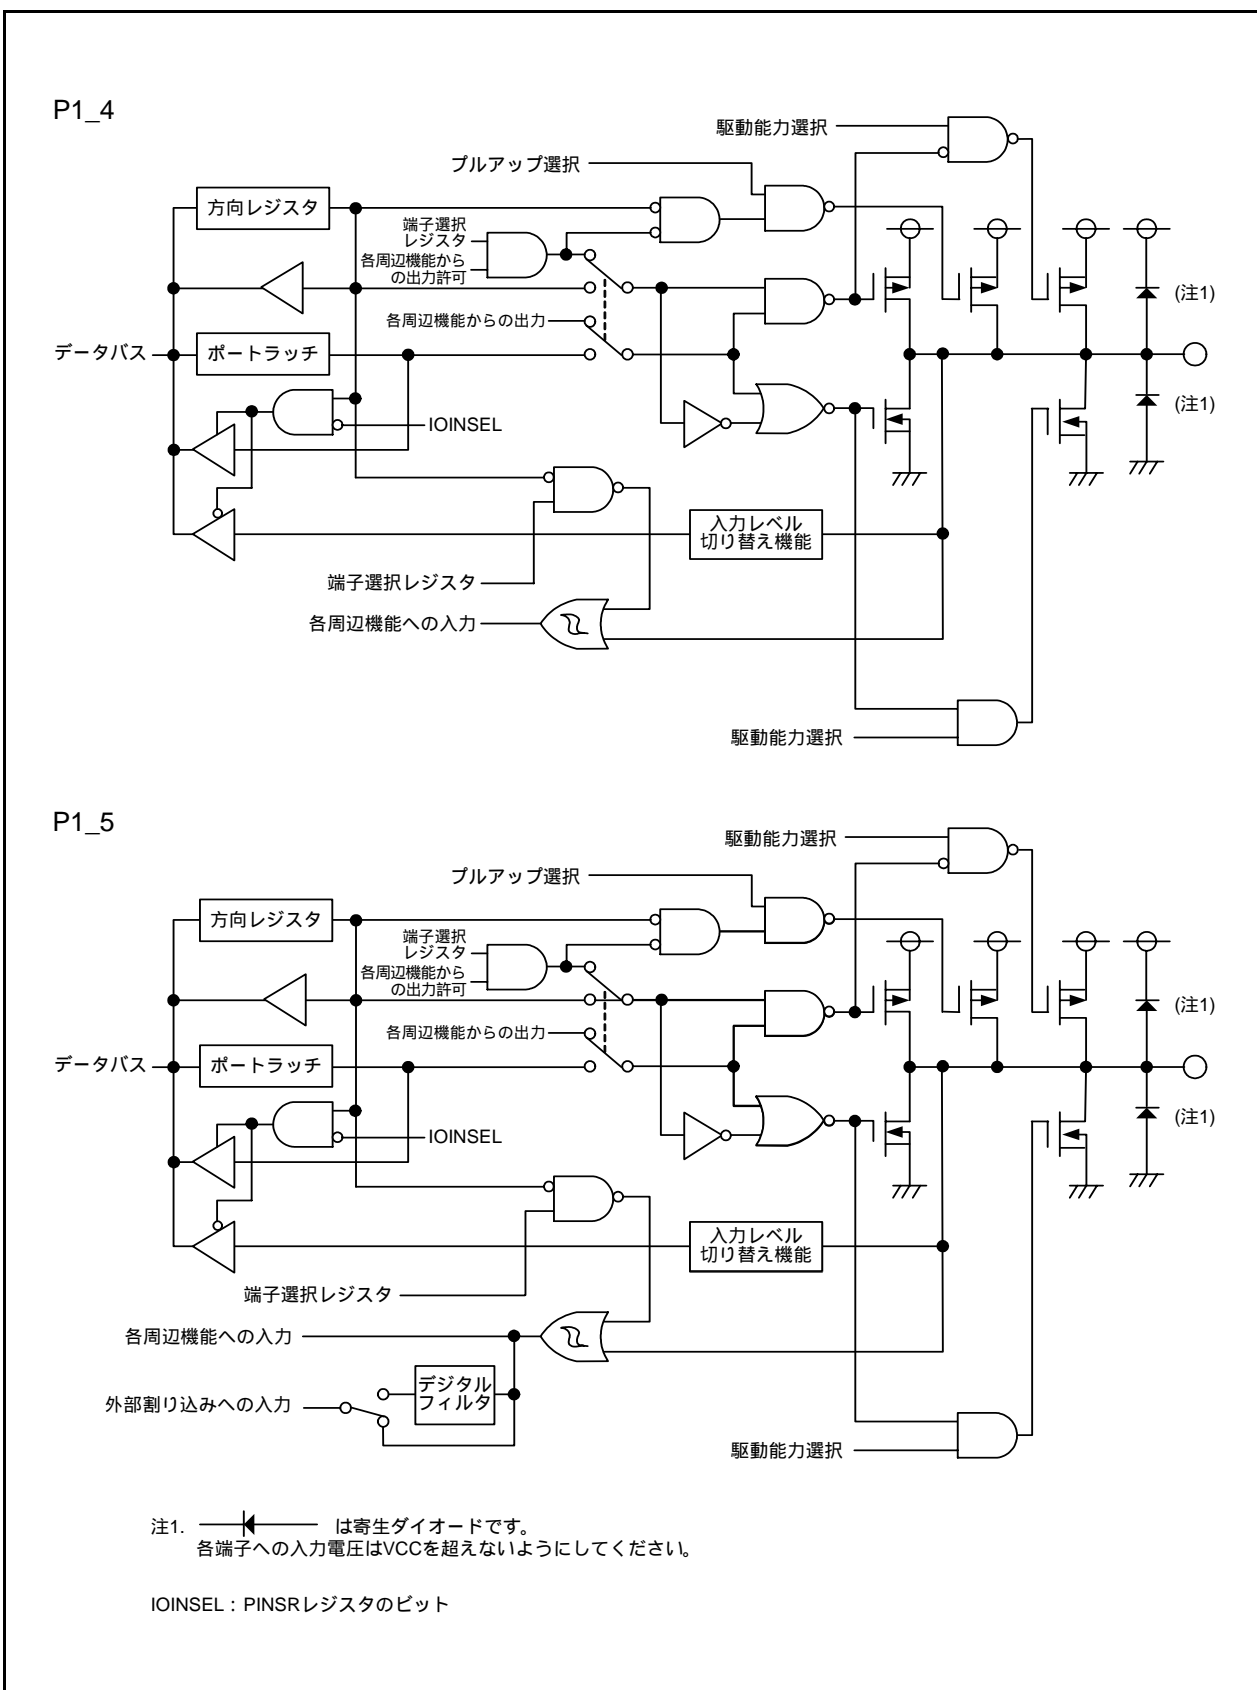 P1_4
駆動能力選択
プルアップ選択
方向レジスタ
端子選択
レジスタ
各周辺機能から
の出力許可
(注1)
各周辺機能からの出力
データバス
ポートラッチ
(注1)
IOINSEL
入力レベル
切り替え機能
端子選択レジスタ
各周辺機能への入力
駆動能力選択
P1_5
駆動能力選択
プルアップ選択
方向レジスタ
端子選択
レジスタ
各周辺機能から
の出力許可
(注1)
各周辺機能からの出力
データバス
ポートラッチ
(注1)
IOINSEL
入力レベル
切り替え機能
端子選択レジスタ
各周辺機能への入力
デジタル
フィルタ
外部割り込みへの入力
駆動能力選択
注1. は寄生ダイオードです。
各端子への入力電圧はVCCを超えないようにしてください。
IOINSEL：PINSRレジスタのビット